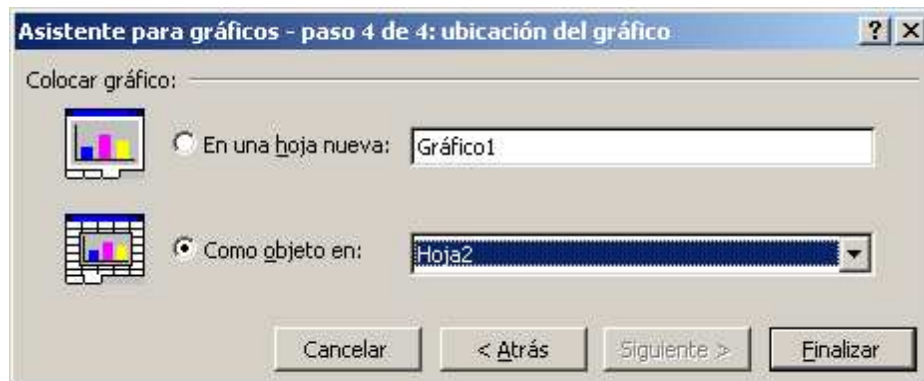 Asistente para gráficos - paso 4 de 4: ubicación del gráfico
Colocar gráfico:
En una hoja nueva: Gráfico1
Como objeto en: Hoja2
Cancelar < Atrás Siguiente > Finalizar